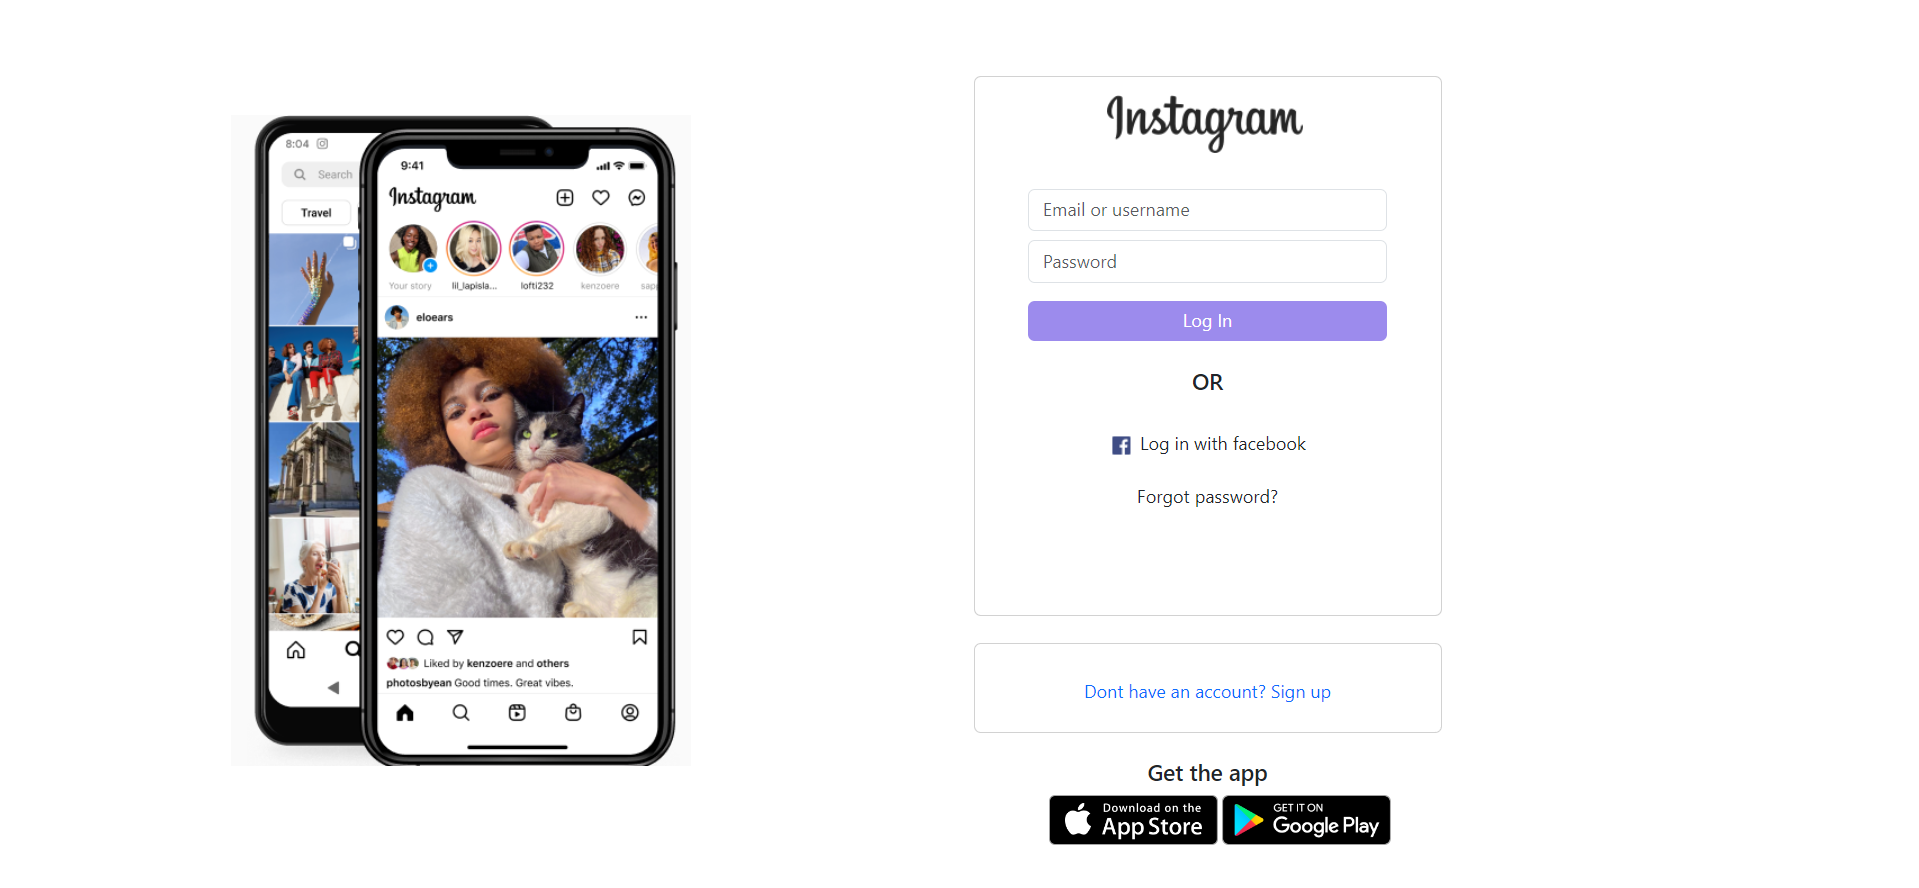 8:04
Search
Travel
9:41
Instagram
Your story
lil_lapisla...
lofti232
kenzoere
sapp
eloears
Liked by kenzoere and others
photosbyean Good times. Great vibes.
Instagram
Email or username
Password
Log In
OR
Log in with facebook
Forgot password?
Dont have an account? Sign up
Get the app
Download on the
App Store
GET IT ON
Google Play